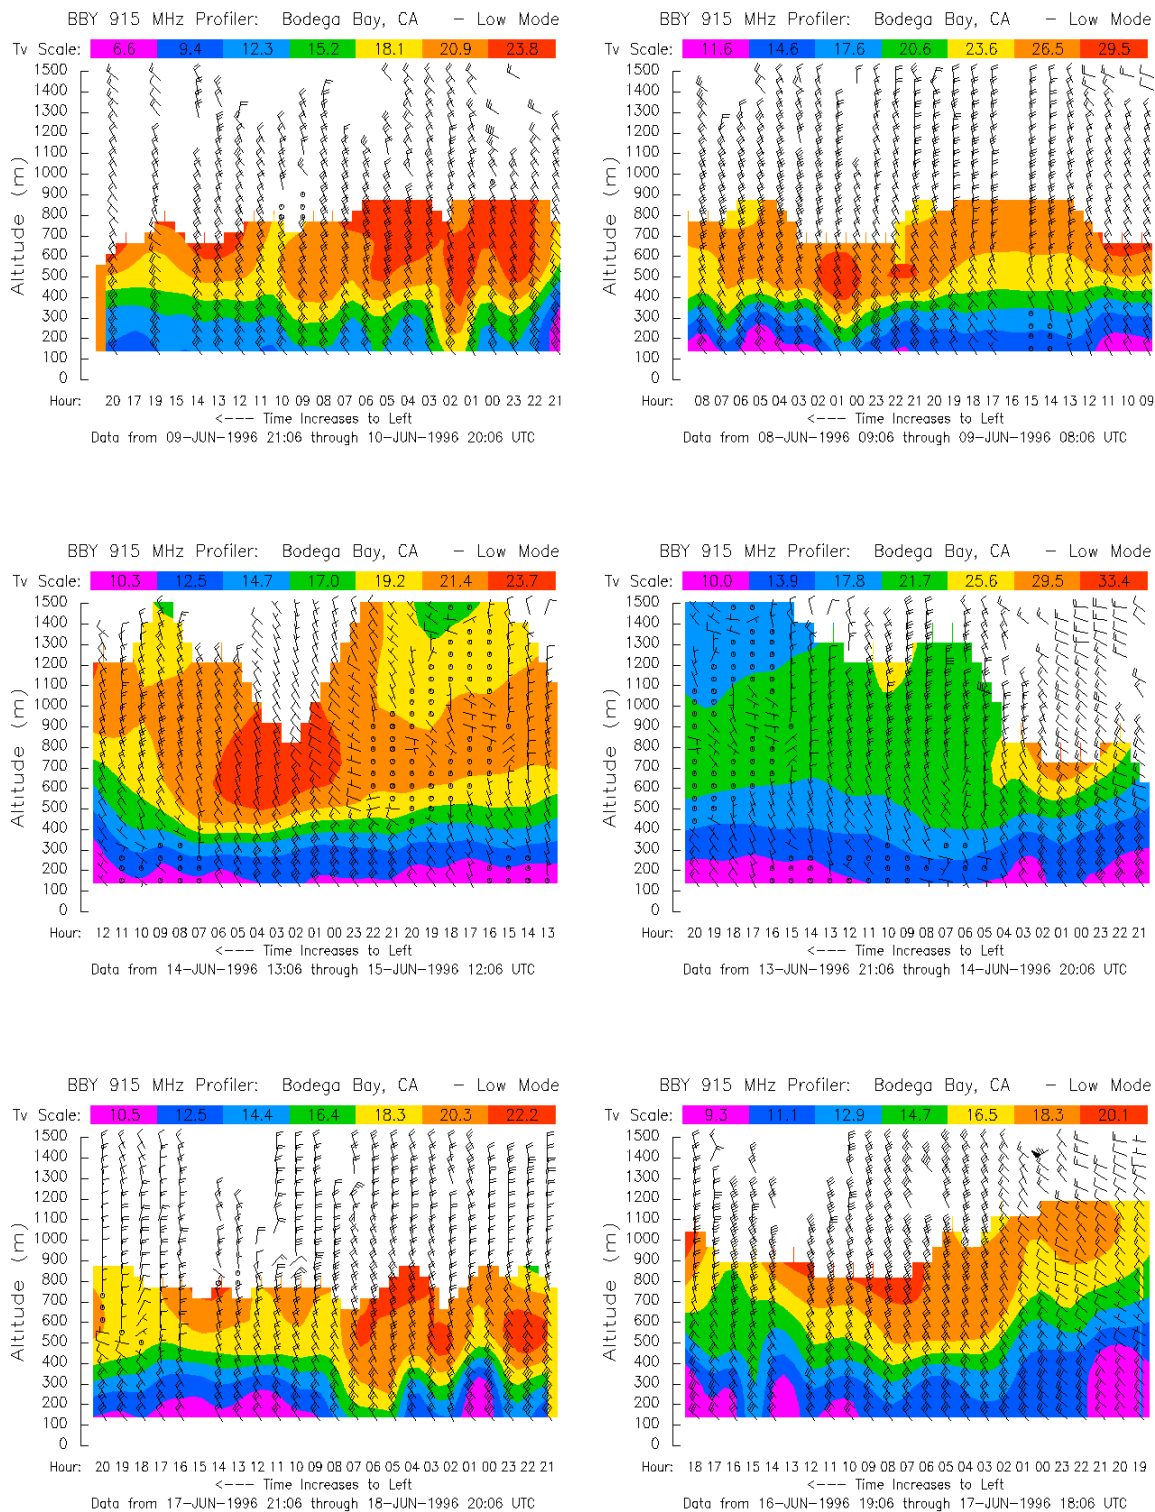 BBY 915 MHz Profiler: Bodega Bay, CA – Low Mode
Tv Scale: 6.6 9.4 12.3 15.2 18.1 20.9 23.8
1500
1400
1300
1200
1100
1000
900
800
700
600
500
400
300
200
100
0
Altitude (m)
Hour: 20 17 19 15 14 13 12 11 10 09 08 07 06 05 04 03 02 01 00 23 22 21
<--- Time Increases to Left
Data from 09-JUN-1996 21:06 through 10-JUN-1996 20:06 UTC
BBY 915 MHz Profiler: Bodega Bay, CA – Low Mode
Tv Scale: 11.6 14.6 17.6 20.6 23.6 26.5 29.5
1500
1400
1300
1200
1100
1000
900
800
700
600
500
400
300
200
100
0
Altitude (m)
Hour: 08 07 06 05 04 03 02 01 00 23 22 21 20 19 18 17 16 15 14 13 12 11 10 09
<--- Time Increases to Left
Data from 08-JUN-1996 09:06 through 09-JUN-1996 08:06 UTC
BBY 915 MHz Profiler: Bodega Bay, CA – Low Mode
Tv Scale: 10.3 12.5 14.7 17.0 19.2 21.4 23.7
1500
1400
1300
1200
1100
1000
900
800
700
600
500
400
300
200
100
0
Altitude (m)
Hour: 12 11 10 09 08 07 06 05 04 03 02 01 00 23 22 21 20 19 18 17 16 15 14 13
<--- Time Increases to Left
Data from 14-JUN-1996 13:06 through 15-JUN-1996 12:06 UTC
BBY 915 MHz Profiler: Bodega Bay, CA – Low Mode
Tv Scale: 10.0 13.9 17.8 21.7 25.6 29.5 33.4
1500
1400
1300
1200
1100
1000
900
800
700
600
500
400
300
200
100
0
Altitude (m)
Hour: 20 19 18 17 16 15 14 13 12 11 10 09 08 07 06 05 04 03 02 01 00 23 22 21
<--- Time Increases to Left
Data from 13-JUN-1996 21:06 through 14-JUN-1996 20:06 UTC
BBY 915 MHz Profiler: Bodega Bay, CA – Low Mode
Tv Scale: 10.5 12.5 14.4 16.4 18.3 20.3 22.2
1500
1400
1300
1200
1100
1000
900
800
700
600
500
400
300
200
100
0
Altitude (m)
Hour: 20 19 18 17 16 15 14 13 12 11 10 09 08 07 06 05 04 03 02 01 00 23 22 21
<--- Time Increases to Left
Data from 17-JUN-1996 21:06 through 18-JUN-1996 20:06 UTC
BBY 915 MHz Profiler: Bodega Bay, CA – Low Mode
Tv Scale: 9.3 11.1 12.9 14.7 16.5 18.3 20.1
1500
1400
1300
1200
1100
1000
900
800
700
600
500
400
300
200
100
0
Altitude (m)
Hour: 18 17 16 15 14 13 12 11 10 09 08 07 06 05 04 03 02 01 00 23 22 21 20 19
<--- Time Increases to Left
Data from 16-JUN-1996 19:06 through 17-JUN-1996 18:06 UTC